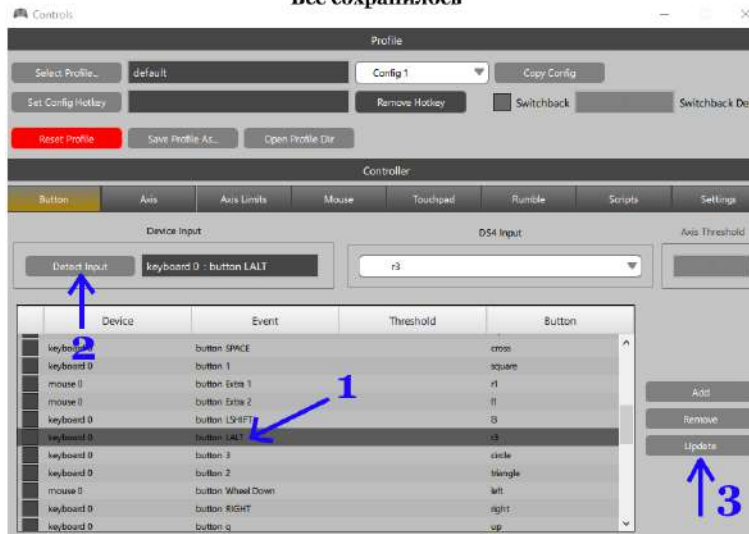 Все сохранилось
Controls
Profile
Select Profile... default Config 1 Copy Config
Set Config Hotkey Remove Hotkey Switchback Switchback De
Reset Profile Save Profile As... Open Profile Dir
Controller
Button Axis Axis Limits Mouse Touchpad Rumble Scripts Settings
Device Input DS4 Input Axis Threshold
Detect Input keyboard 0 : button LALT r3
Device Event Threshold Button
keyboard 0 button SPACE cross
keyboard 0 button 1 square
mouse 0 button Extra 1 r1
mouse 0 button Extra 2 l1
keyboard 0 button LSHIFT l3
keyboard 0 button LALT r3
keyboard 0 button 3 circle
keyboard 0 button 2 triangle
mouse 0 button Wheel Down left
keyboard 0 button RIGHT right
keyboard 0 button q up
Add
Remove
Update
1
2
3